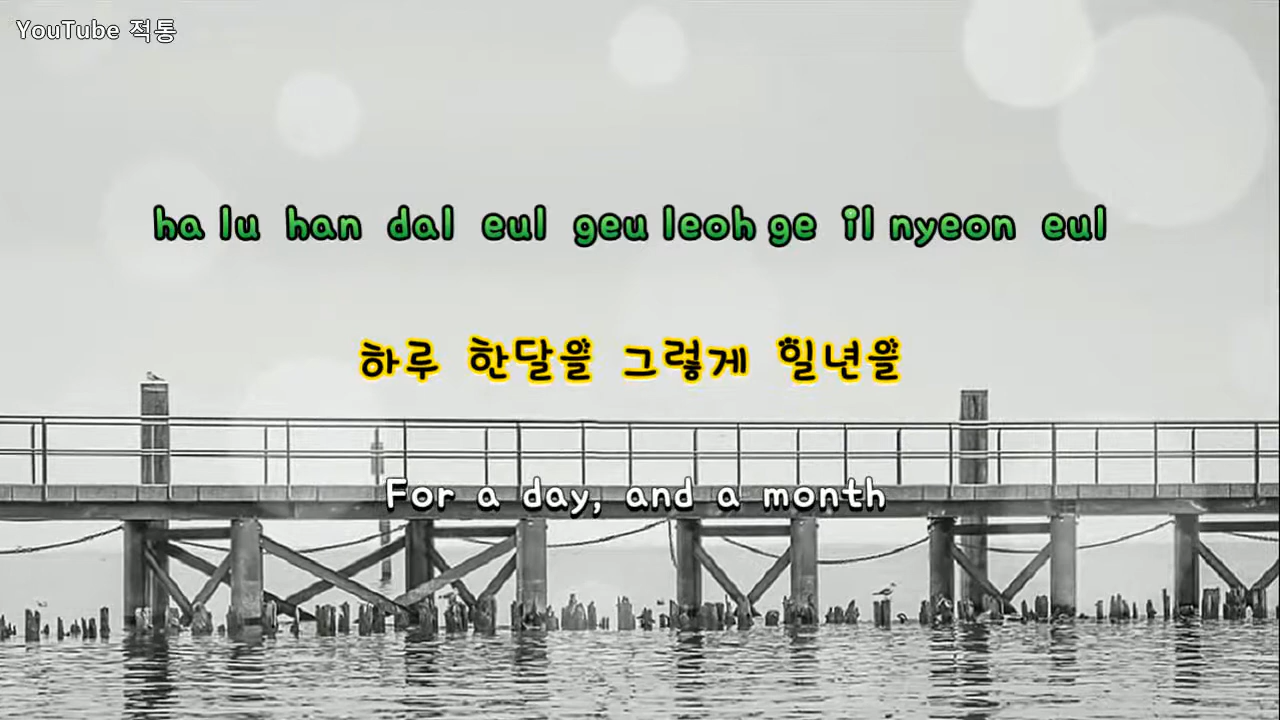 YouTube 적통
ha lu han dal eul geu leoh ge il nyeon eul
하루 한달을 그렇게 일년을
For a day, and a month